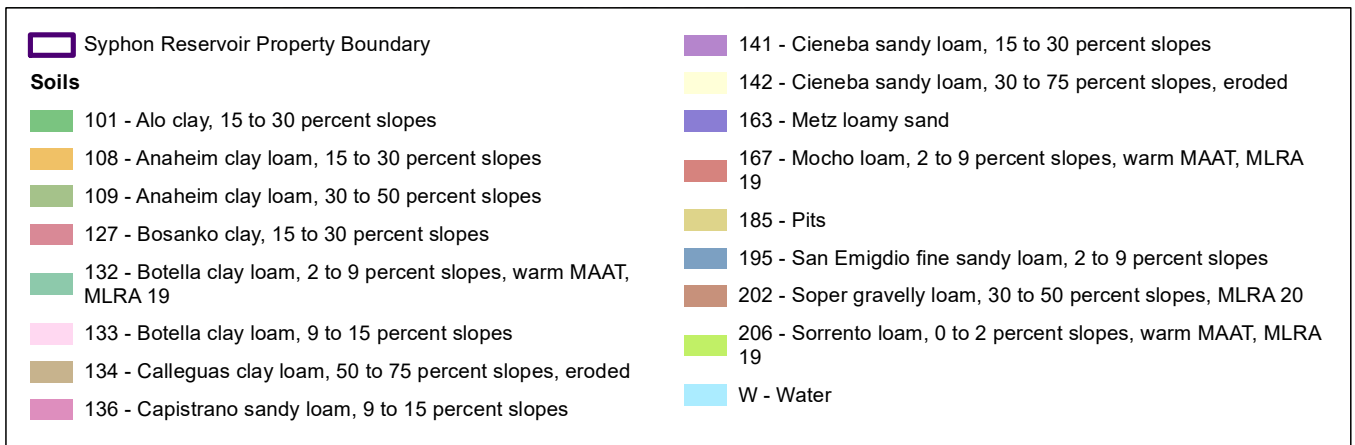 Syphon Reservoir Property Boundary
Soils
101 - Alo clay, 15 to 30 percent slopes
108 - Anaheim clay loam, 15 to 30 percent slopes
109 - Anaheim clay loam, 30 to 50 percent slopes
127 - Bosanko clay, 15 to 30 percent slopes
132 - Botella clay loam, 2 to 9 percent slopes, warm MAAT,
MLRA 19
133 - Botella clay loam, 9 to 15 percent slopes
134 - Calleguas clay loam, 50 to 75 percent slopes, eroded
136 - Capistrano sandy loam, 9 to 15 percent slopes
141 - Cieneba sandy loam, 15 to 30 percent slopes
142 - Cieneba sandy loam, 30 to 75 percent slopes, eroded
163 - Metz loamy sand
167 - Mocho loam, 2 to 9 percent slopes, warm MAAT, MLRA
19
185 - Pits
195 - San Emigdio fine sandy loam, 2 to 9 percent slopes
202 - Soper gravelly loam, 30 to 50 percent slopes, MLRA 20
206 - Sorrento loam, 0 to 2 percent slopes, warm MAAT, MLRA
19
W - Water